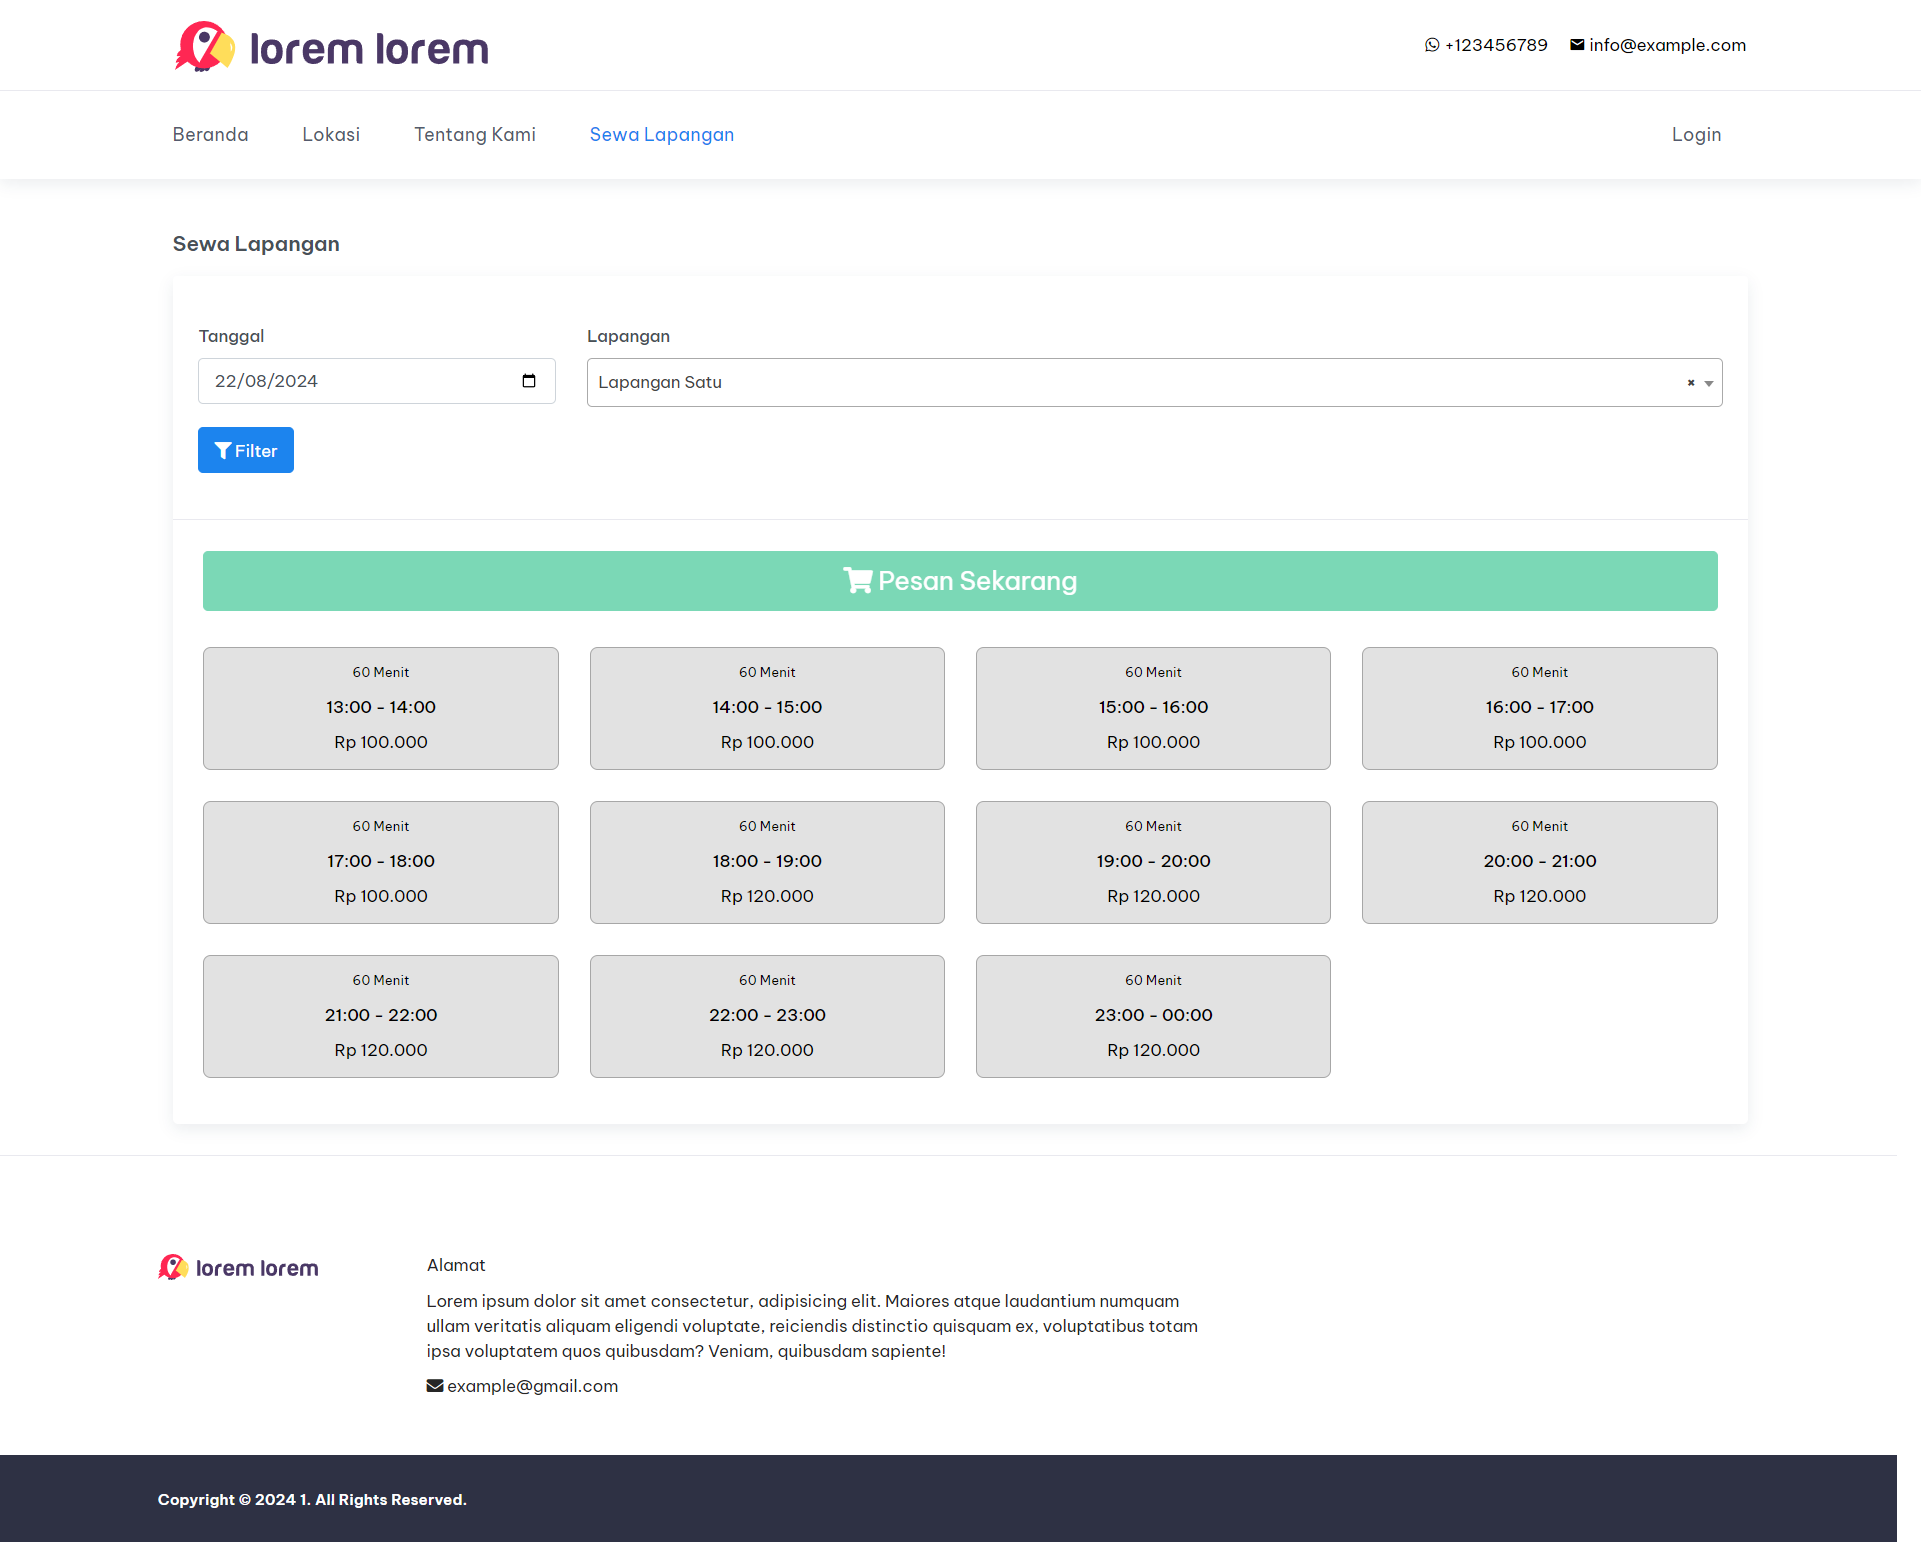 lorem lorem
+123456789 info@example.com
Beranda Lokasi Tentang Kami Sewa Lapangan Login
Sewa Lapangan
Tanggal Lapangan
22/08/2024 Lapangan Satu ×
Filter
Pesan Sekarang
60 Menit 60 Menit 60 Menit 60 Menit
13:00 - 14:00 14:00 - 15:00 15:00 - 16:00 16:00 - 17:00
Rp 100.000 Rp 100.000 Rp 100.000 Rp 100.000
60 Menit 60 Menit 60 Menit 60 Menit
17:00 - 18:00 18:00 - 19:00 19:00 - 20:00 20:00 - 21:00
Rp 100.000 Rp 120.000 Rp 120.000 Rp 120.000
60 Menit 60 Menit 60 Menit
21:00 - 22:00 22:00 - 23:00 23:00 - 00:00
Rp 120.000 Rp 120.000 Rp 120.000
lorem lorem
Alamat
Lorem ipsum dolor sit amet consectetur, adipisicing elit. Maiores atque laudantium numquam
ullam veritatis aliquam eligendi voluptate, reiciendis distinctio quisquam ex, voluptatibus totam
ipsa voluptatem quos quibusdam? Veniam, quibusdam sapiente!
example@gmail.com
Copyright © 2024 1. All Rights Reserved.